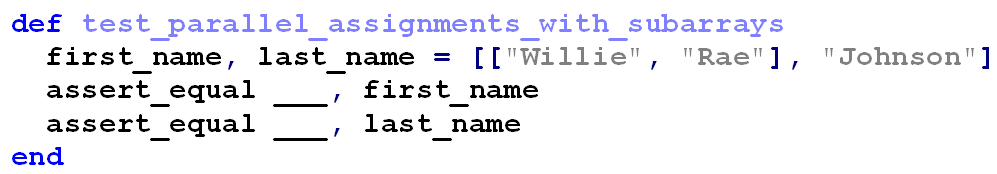 def test_parallel_assignments_with_subarrays
  first_name, last_name = [["Willie", "Rae"], "Johnson"]
  assert_equal ___, first_name
  assert_equal ___, last_name
end